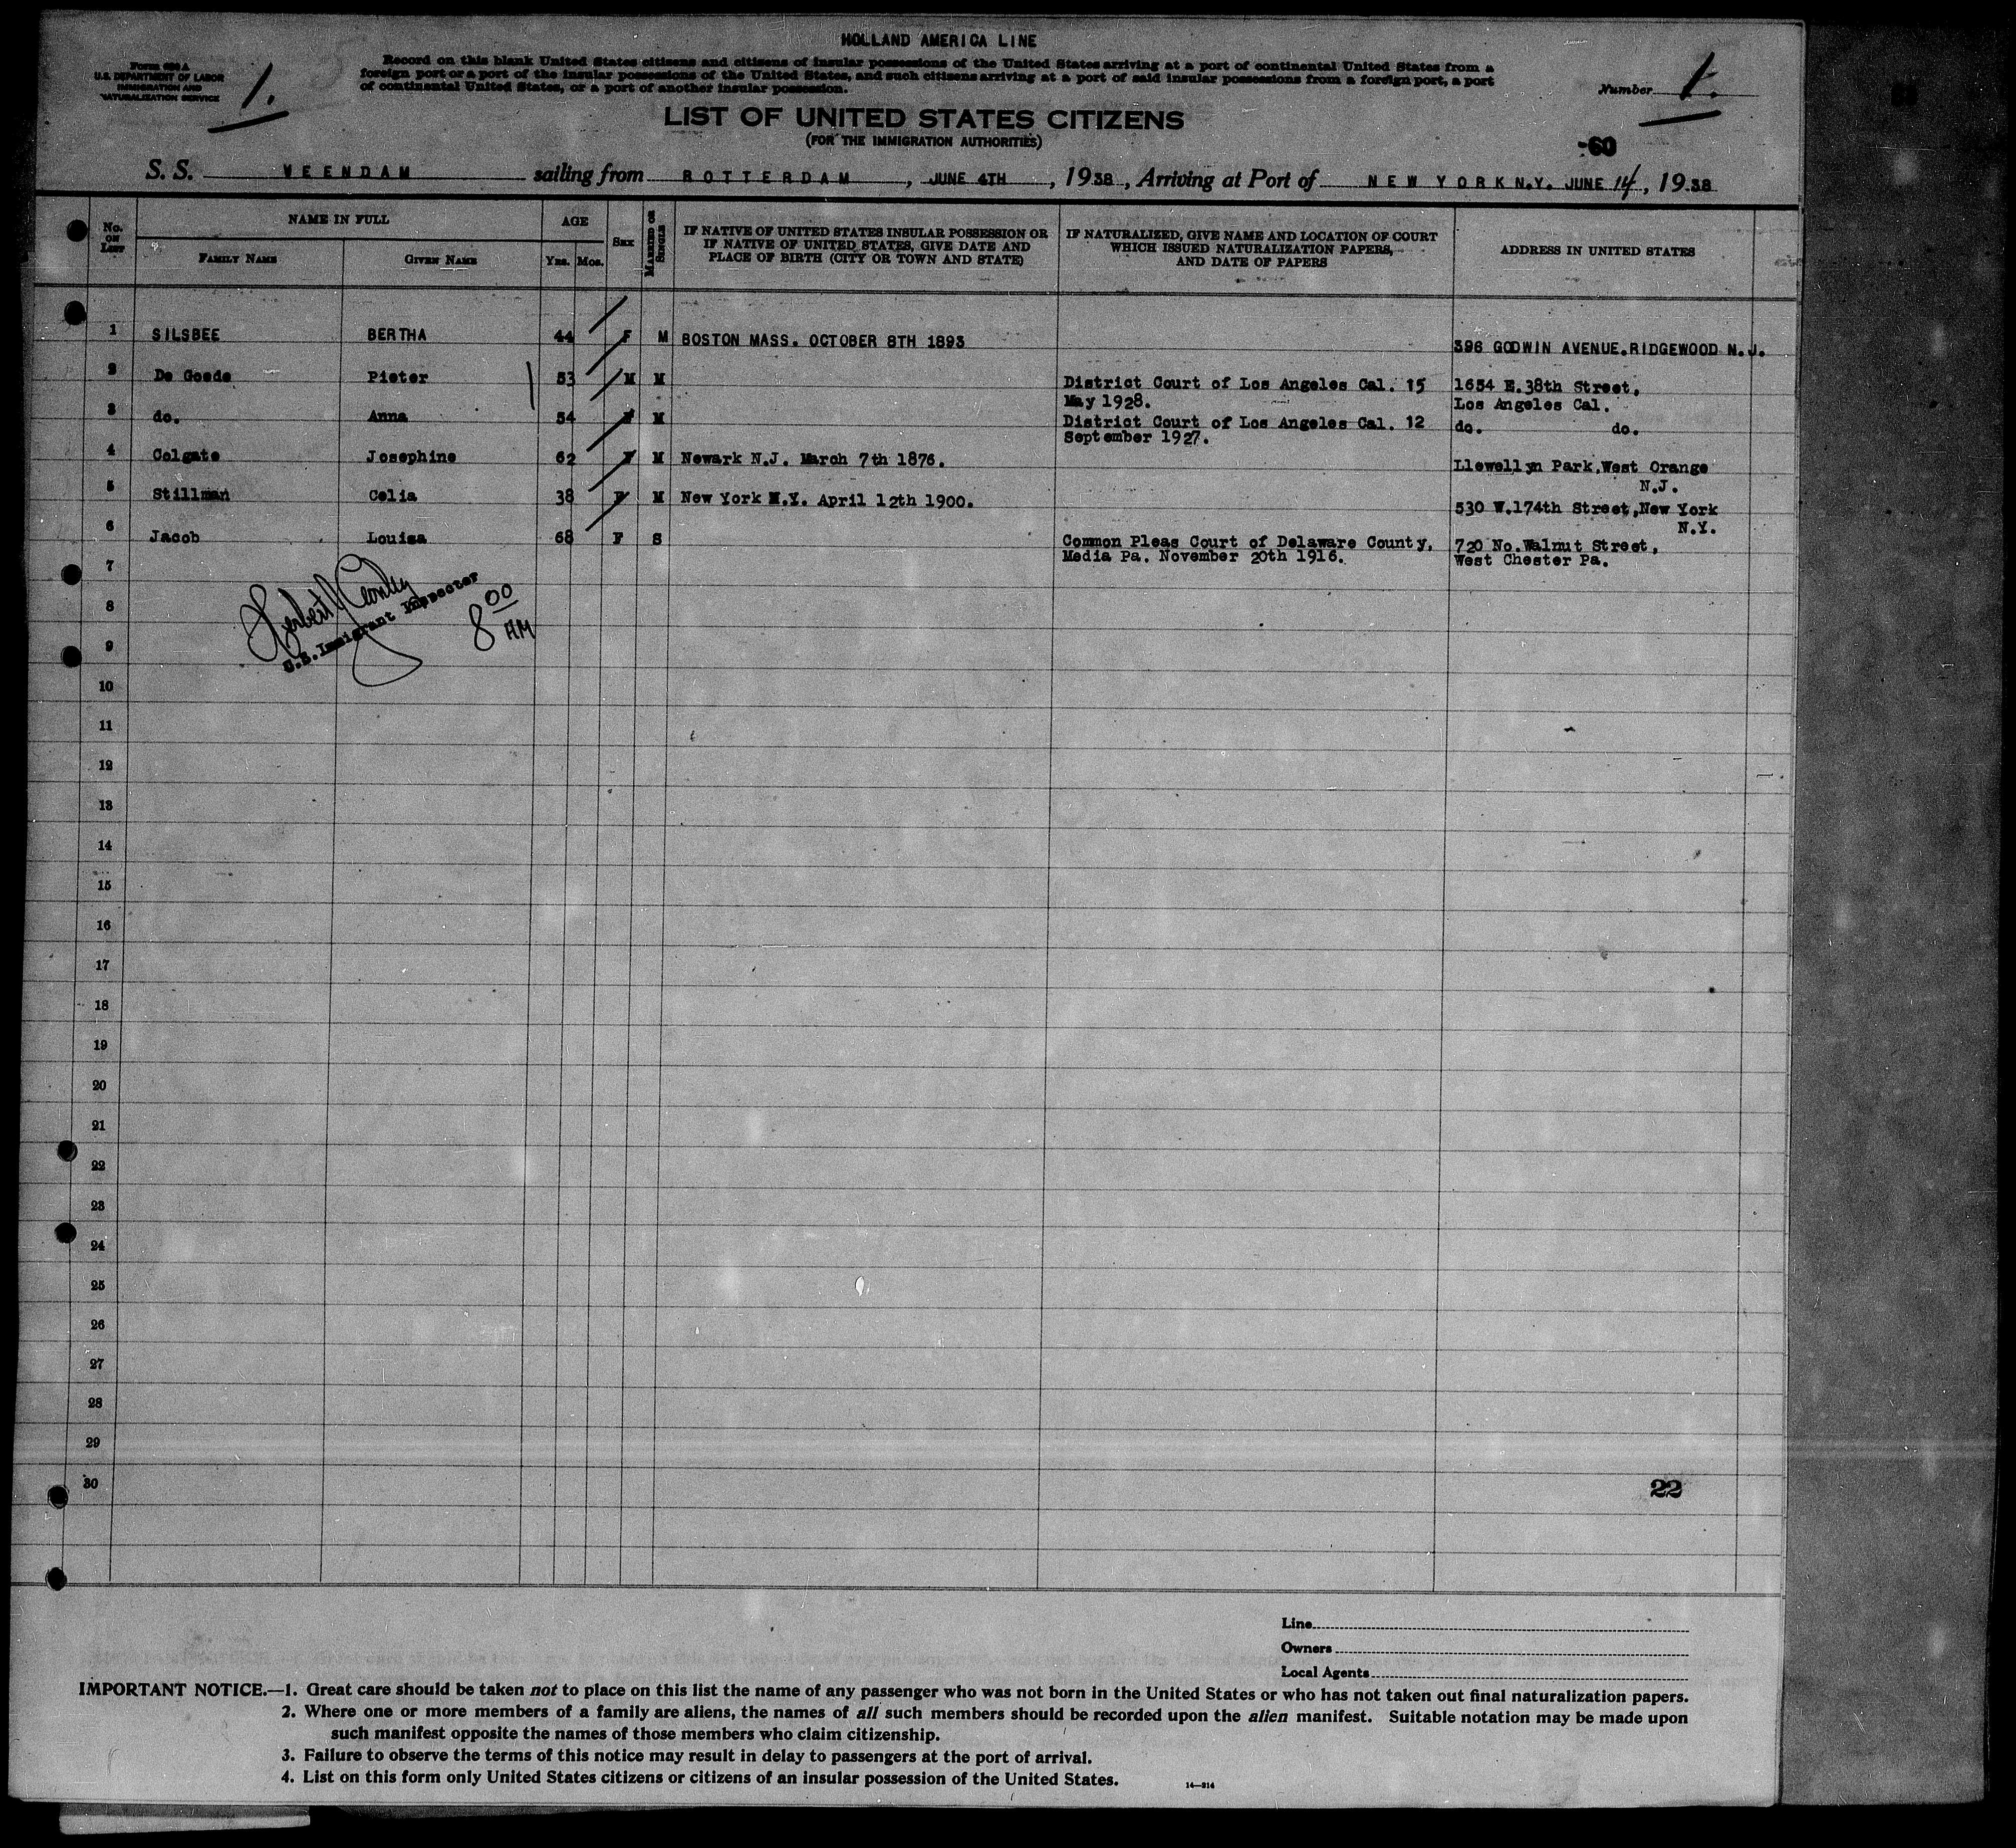 HOLLAND AMERICA LINE
Form 630 A
U.S. DEPARTMENT OF LABOR
IMMIGRATION AND
NATURALIZATION SERVICE
1.
Record on this blank United States citizens and citizens of insular possessions of the United States arriving at a port of continental United States from a
foreign port or a port of the insular possessions of the United States, and such citizens arriving at a port of said insular possessions from a foreign port, a port
of continental United States, or a port of another insular possession.
Number 1.
LIST OF UNITED STATES CITIZENS
(FOR THE IMMIGRATION AUTHORITIES)
-60
S. S. VEENDAM sailing from ROTTERDAM, JUNE 4TH, 1938, Arriving at Port of NEW YORK N.Y. JUNE 14, 1938
No. ON LIST
NAME IN FULL
FAMILY NAME GIVEN NAME
AGE
YRS. MOS.
SEX
MARRIED OR SINGLE
IF NATIVE OF UNITED STATES INSULAR POSSESSION OR
IF NATIVE OF UNITED STATES, GIVE DATE AND
PLACE OF BIRTH (CITY OR TOWN AND STATE)
IF NATURALIZED, GIVE NAME AND LOCATION OF COURT
WHICH ISSUED NATURALIZATION PAPERS,
AND DATE OF PAPERS
ADDRESS IN UNITED STATES
1 SILSBEE BERTHA 44 F M BOSTON MASS. OCTOBER 8TH 1893 396 GODWIN AVENUE.RIDGEWOOD N.J.
2 De Goede Pieter 53 M M District Court of Los Angeles Cal. 15 1654 E.38th Street,
May 1928. Los Angeles Cal.
3 do. Anna 54 F M District Court of Los Angeles Cal. 12 do. do.
September 1927.
4 Colgate Josephine 62 F M Newark N.J. March 7th 1876. Llewellyn Park,West Orange
N.J.
5 Stillman Celia 38 F M New York N.Y. April 12th 1900. 530 W.174th Street,New York
N.Y.
6 Jacob Louisa 68 F S Common Pleas Court of Delaware County, 720 No.Walnut Street,
Media Pa. November 20th 1916. West Chester Pa.
7
Herbert
U.S. Immigrant Inspector
8 00 AM
8
9
10
11
12
13
14
15
16
17
18
19
20
21
22
23
24
25
26
27
28
29
30
22
Line
Owners
Local Agents
IMPORTANT NOTICE.—1. Great care should be taken not to place on this list the name of any passenger who was not born in the United States or who has not taken out final naturalization papers.
2. Where one or more members of a family are aliens, the names of all such members should be recorded upon the alien manifest. Suitable notation may be made upon
such manifest opposite the names of those members who claim citizenship.
3. Failure to observe the terms of this notice may result in delay to passengers at the port of arrival.
4. List on this form only United States citizens or citizens of an insular possession of the United States.
14—314